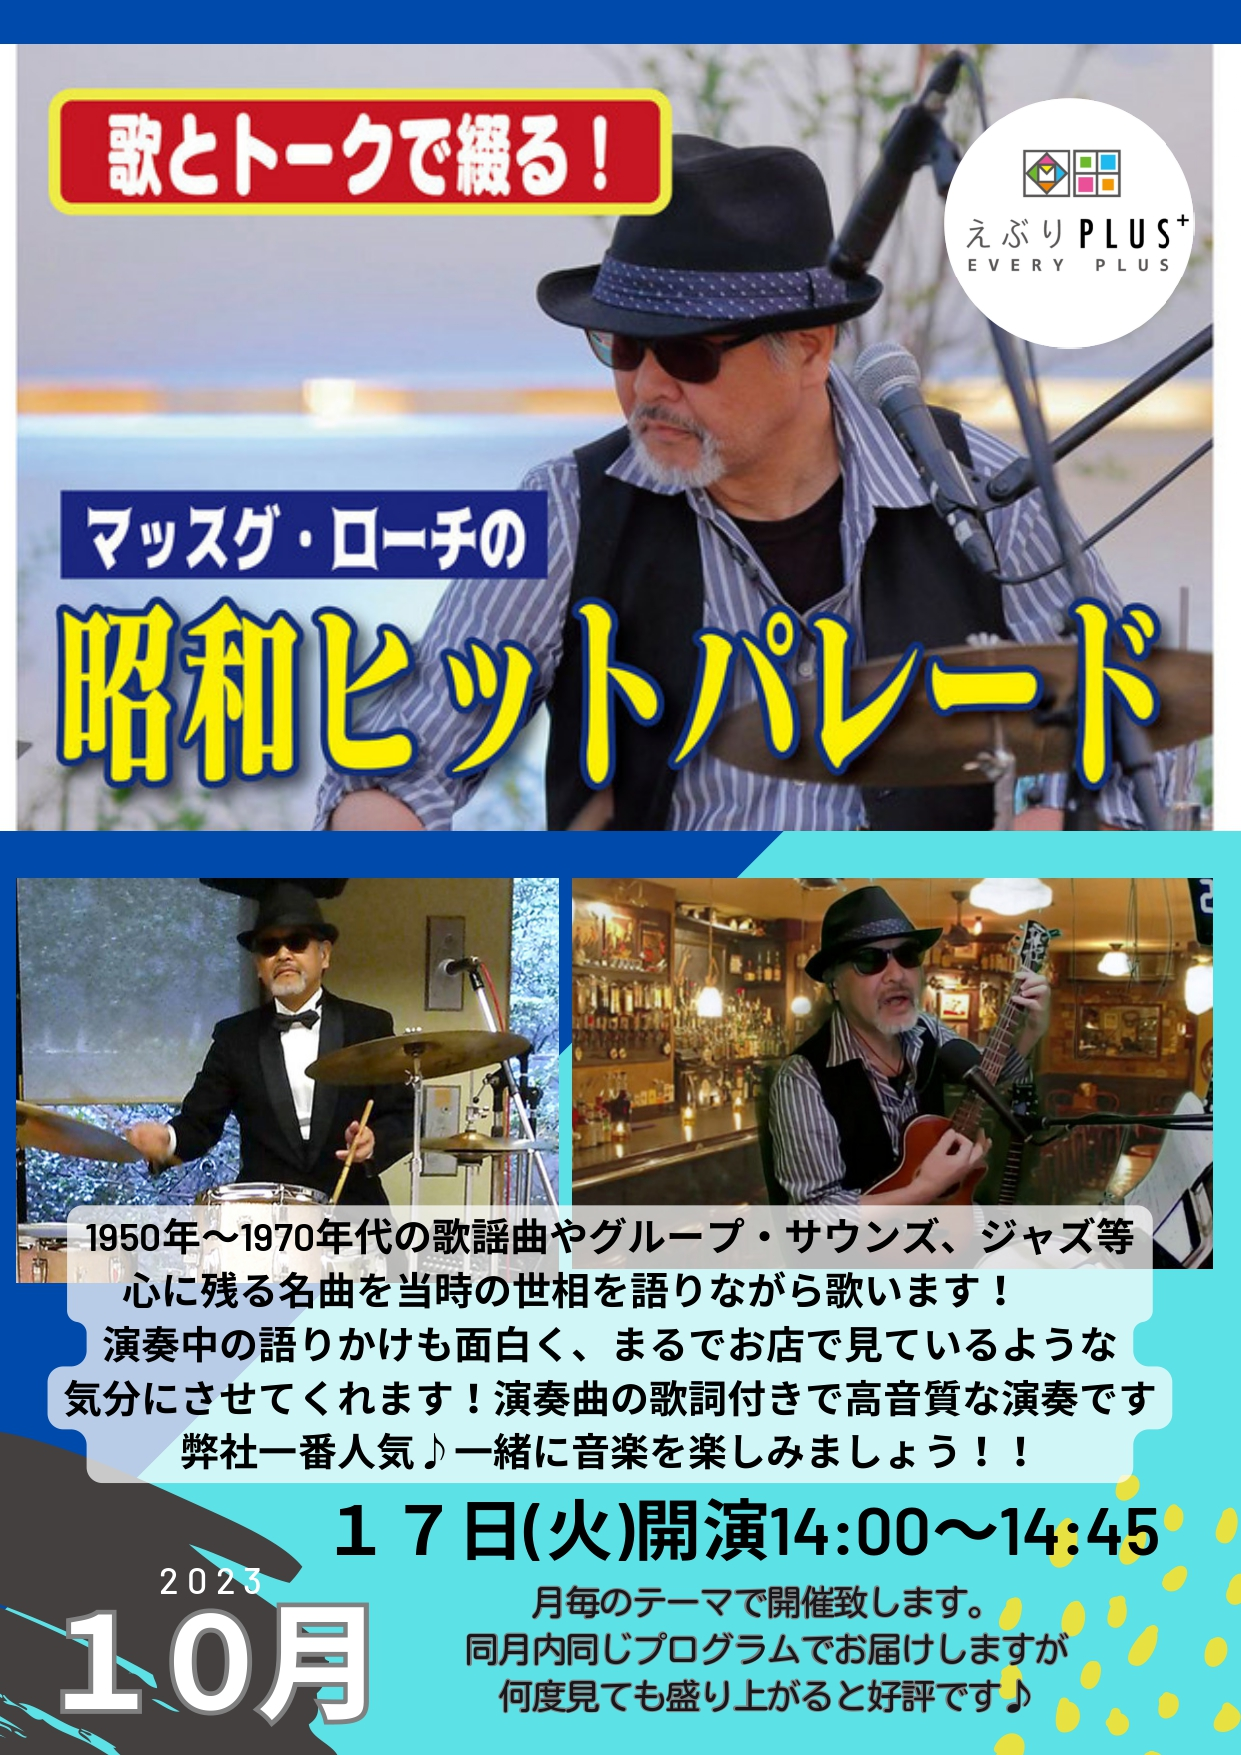 歌とトークで綴る！
えぶりPLUS+
EVERY PLUS
マッスグ・ローチの
昭和ヒットパレード
1950年～1970年代の歌謡曲やグループ・サウンズ、ジャズ等
心に残る名曲を当時の世相を語りながら歌います！
演奏中の語りかけも面白く、まるでお店で見ているような
気分にさせてくれます！演奏曲の歌詞付きで高音質な演奏です
弊社一番人気♪一緒に音楽を楽しみましょう！！
１７日(火)開演14:00～14:45
2023
10月
月毎のテーマで開催致します。
同月内同じプログラムでお届けしますが
何度見ても盛り上がると好評です♪